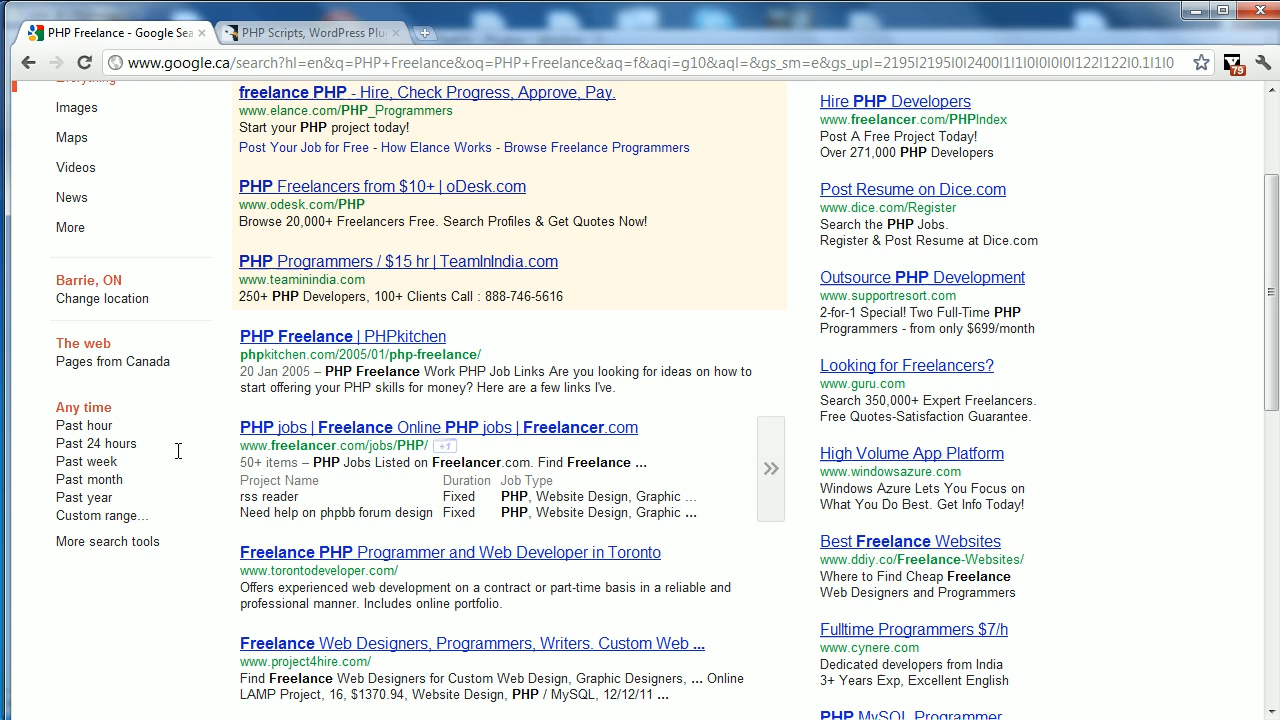 PHP Freelance - Google Sea
PHP Scripts, WordPress Plu
www.google.ca/search?hl=en&q=PHP+Freelance&oq=PHP+Freelance&aq=f&aqi=g10&aql=&gs_sm=e&gs_upl=2195l2195l0l2400l1l1l0l0l0l0l122l122l0.1l1l0
79
Everything
Images
Maps
Videos
News
More
Barrie, ON
Change location
The web
Pages from Canada
Any time
Past hour
Past 24 hours
Past week
Past month
Past year
Custom range...
More search tools
freelance PHP - Hire, Check Progress, Approve, Pay.
www.elance.com/PHP_Programmers
Start your PHP project today!
Post Your Job for Free - How Elance Works - Browse Freelance Programmers
PHP Freelancers from $10+ | oDesk.com
www.odesk.com/PHP
Browse 20,000+ Freelancers Free. Search Profiles & Get Quotes Now!
PHP Programmers / $15 hr | TeamInIndia.com
www.teaminindia.com
250+ PHP Developers, 100+ Clients Call : 888-746-5616
PHP Freelance | PHPkitchen
phpkitchen.com/2005/01/php-freelance/
20 Jan 2005 – PHP Freelance Work PHP Job Links Are you looking for ideas on how to
start offering your PHP skills for money? Here are a few links I've.
PHP jobs | Freelance Online PHP jobs | Freelancer.com
www.freelancer.com/jobs/PHP/ +1
50+ items – PHP Jobs Listed on Freelancer.com. Find Freelance ...
Project Name Duration Job Type
rss reader Fixed PHP, Website Design, Graphic ...
Need help on phpbb forum design Fixed PHP, Website Design, Graphic ...
Freelance PHP Programmer and Web Developer in Toronto
www.torontodeveloper.com/
Offers experienced web development on a contract or part-time basis in a reliable and
professional manner. Includes online portfolio.
Freelance Web Designers, Programmers, Writers. Custom Web ...
www.project4hire.com/
Find Freelance Web Designers for Custom Web Design, Graphic Designers, ... Online
LAMP Project, 16, $1370.94, Website Design, PHP / MySQL, 12/12/11 ...
Hire PHP Developers
www.freelancer.com/PHPIndex
Post A Free Project Today!
Over 271,000 PHP Developers
Post Resume on Dice.com
www.dice.com/Register
Search the PHP Jobs.
Register & Post Resume at Dice.com
Outsource PHP Development
www.supportresort.com
2-for-1 Special! Two Full-Time PHP
Programmers - from only $699/month
Looking for Freelancers?
www.guru.com
Search 350,000+ Expert Freelancers.
Free Quotes-Satisfaction Guarantee.
High Volume App Platform
www.windowsazure.com
Windows Azure Lets You Focus on
What You Do Best. Get Info Today!
Best Freelance Websites
www.ddiy.co/Freelance-Websites/
Where to Find Cheap Freelance
Web Designers and Programmers
Fulltime Programmers $7/h
www.cynere.com
Dedicated developers from India
3+ Years Exp, Excellent English
PHP MySQL Programmer